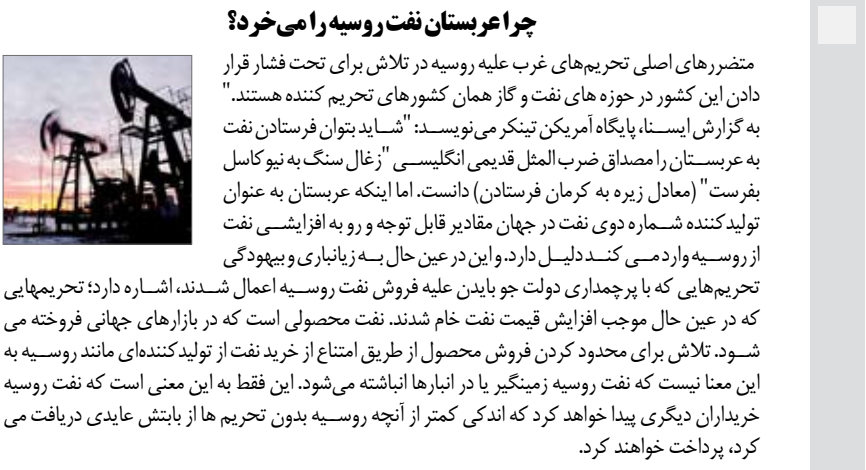 چرا عربستان نفت روسیه را می‌خرد؟
متضررهای اصلی تحریم‌های غرب علیه روسیه در تلاش برای تحت فشار قرار
دادن این کشور در حوزه های نفت و گاز همان کشورهای تحریم کننده هستند."
به گزارش ایسنا، پایگاه آمریکن تینکر می‌نویسد: "شاید بتوان فرستادن نفت
به عربستان را مصداق ضرب المثل قدیمی انگلیسی "زغال سنگ به نیو کاسل
بفرست" (معادل زیره به کرمان فرستادن) دانست. اما اینکه عربستان به عنوان
تولید کننده شماره دوی نفت در جهان مقادیر قابل توجه و رو به افزایشی نفت
از روسیه وارد می کند دلیل دارد. و این در عین حال به زیانباری و بیهودگی
تحریم‌هایی که با پرچمداری دولت جو بایدن علیه فروش نفت روسیه اعمال شدند، اشاره دارد؛ تحریمهایی
که در عین حال موجب افزایش قیمت نفت خام شدند. نفت محصولی است که در بازارهای جهانی فروخته می
شود. تلاش برای محدود کردن فروش محصول از طریق امتناع از خرید نفت از تولید کننده‌ای مانند روسیه به
این معنا نیست که نفت روسیه زمینگیر یا در انبارها انباشته می‌شود. این فقط به این معنی است که نفت روسیه
خریداران دیگری پیدا خواهد کرد که اندکی کمتر از آنچه روسیه بدون تحریم ها از بابتش عایدی دریافت می
کرد، پرداخت خواهند کرد.